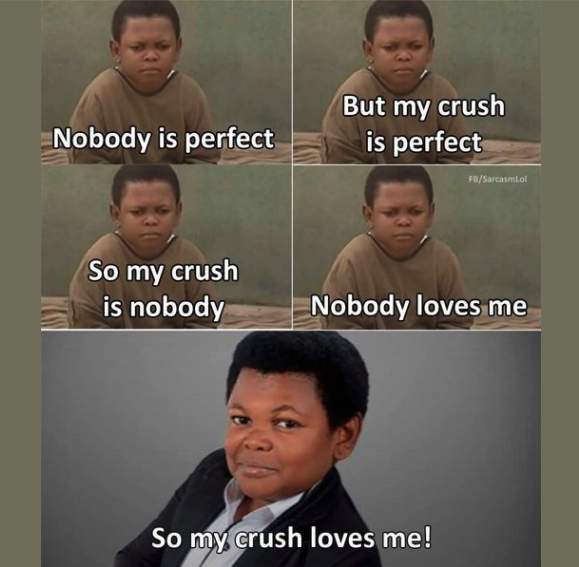 Nobody is perfect
But my crush
is perfect
So my crush
is nobody
FB/SarcasmLol
Nobody loves me
So my crush loves me!